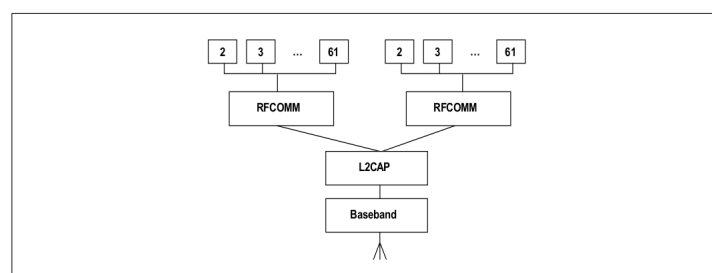 2 3 ... 61 2 3 ... 61
RFCOMM RFCOMM
L2CAP
Baseband